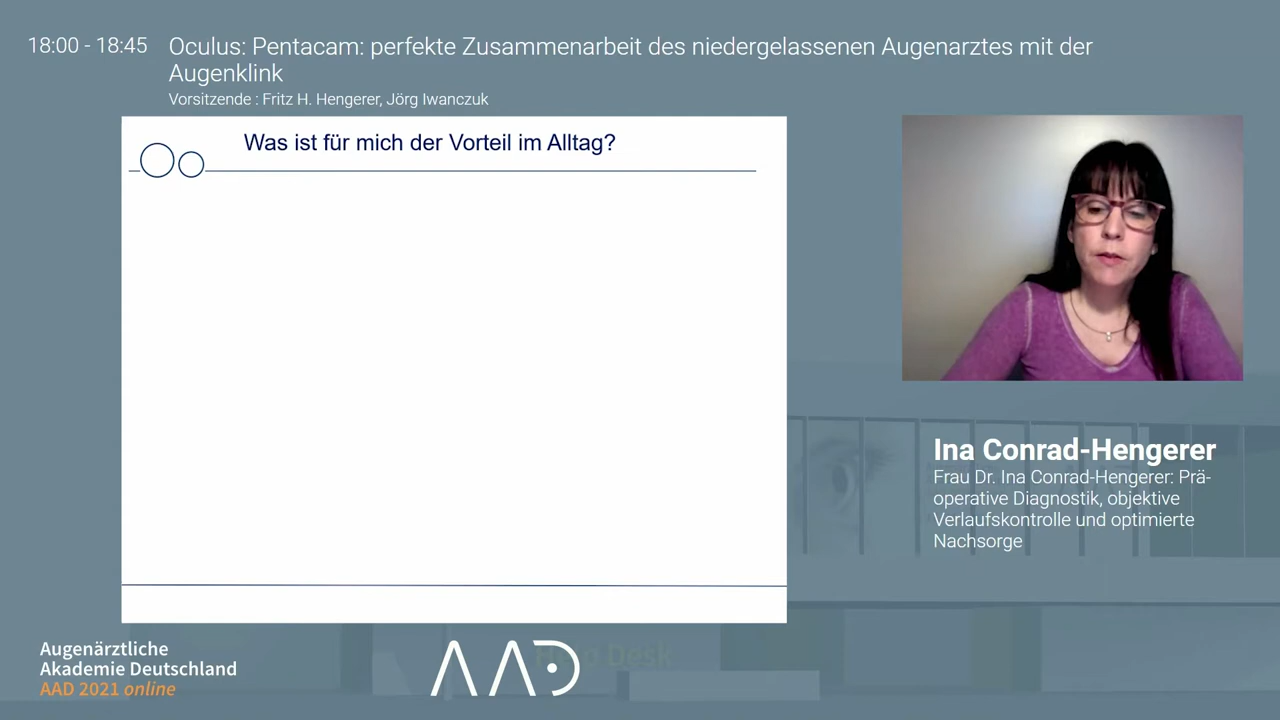 18:00 - 18:45
Oculus: Pentacam: perfekte Zusammenarbeit des niedergelassenen Augenarztes mit der
Augenklink
Vorsitzende : Fritz H. Hengerer, Jörg Iwanczuk
Was ist für mich der Vorteil im Alltag?
Ina Conrad-Hengerer
Frau Dr. Ina Conrad-Hengerer: Prä-
operative Diagnostik, objektive
Verlaufskontrolle und optimierte
Nachsorge
Augenärztliche
Akademie Deutschland
AAD 2021 online
AAD
Help Desk